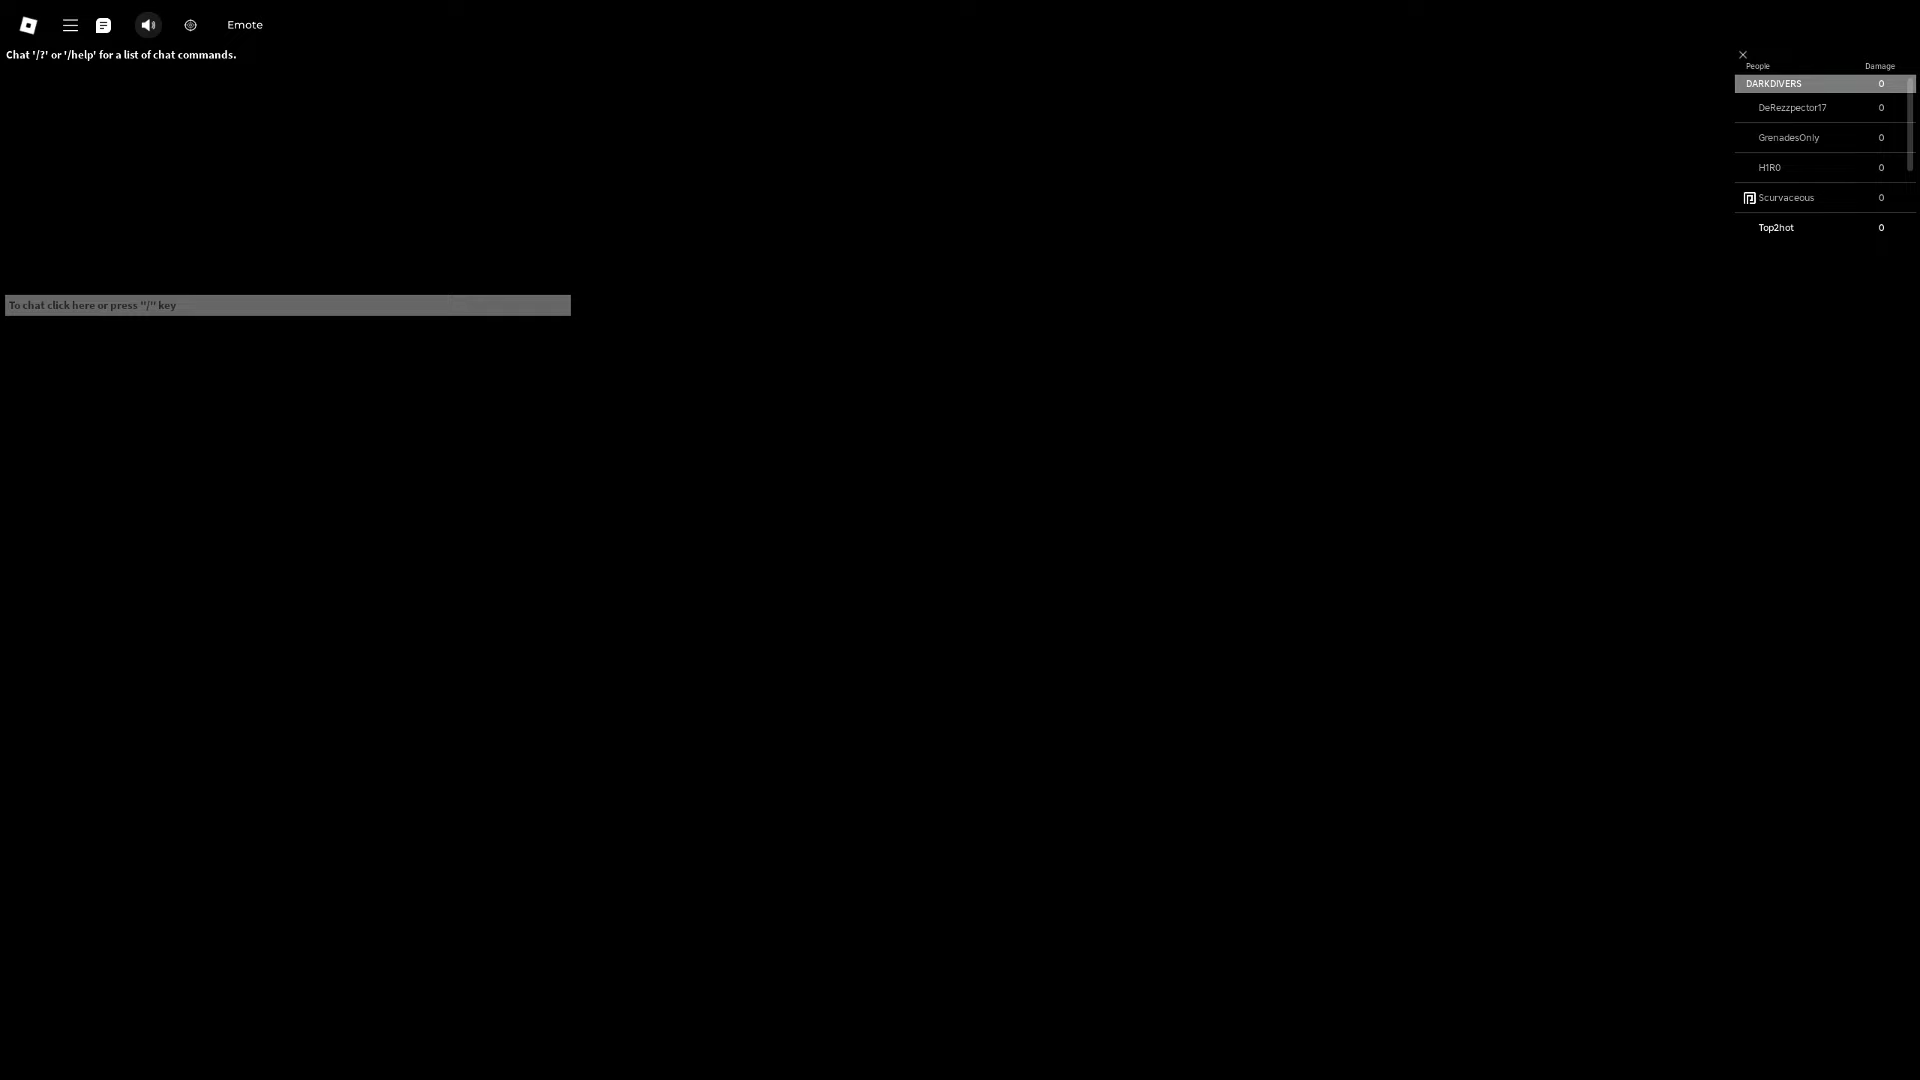 Emote
Chat '/?' or '/help' for a list of chat commands.
People Damage
DARKDIVERS 0
DeRezzpector17 0
GrenadesOnly 0
H1R0 0
Scurvaceous 0
Top2hot 0
To chat click here or press "/" key